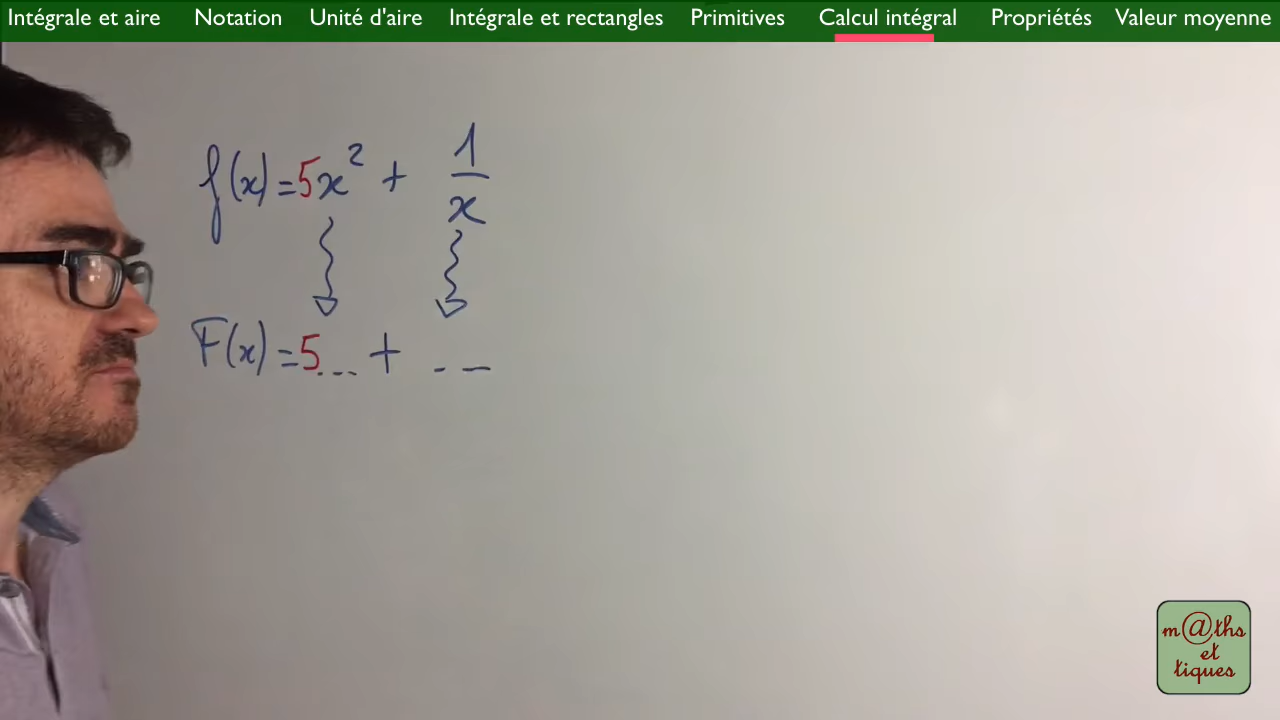 Intégrale et aire Notation Unité d'aire Intégrale et rectangles Primitives Calcul intégral Propriétés Valeur moyenne
f(x) = 5x² + 1/x
F(x) = 5... + - -
m@ths
et
tiques